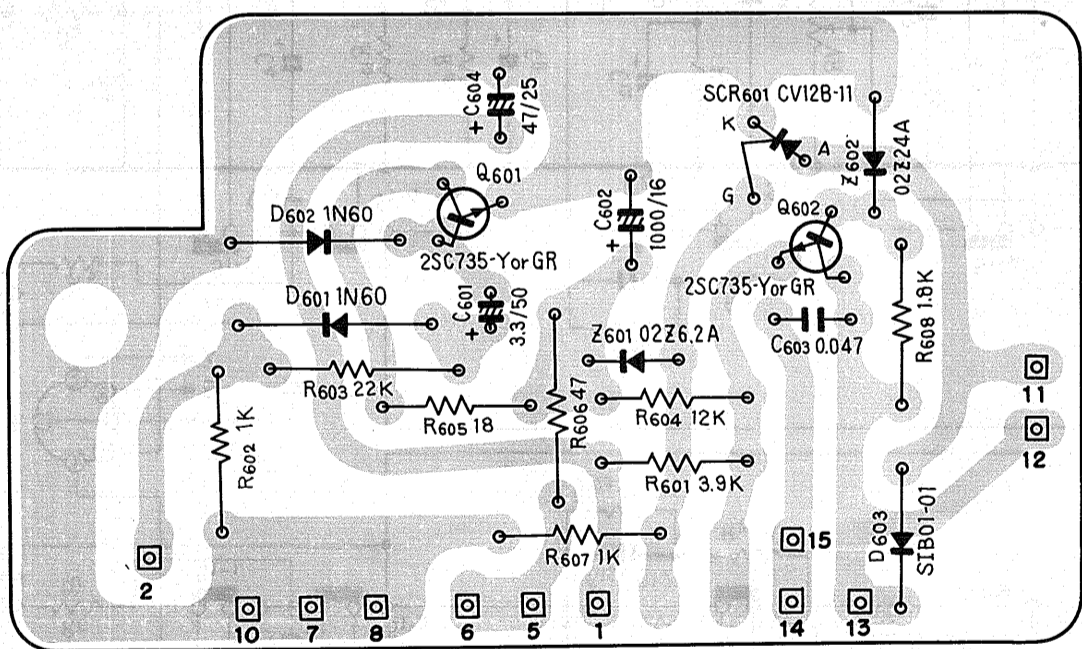 + C604
47/25
SCR601 CV12B-11
K
A
G
Z602
02Z24A
Q601
D602 1N60
+ C602
1000/16
Q602
2SC735-YorGR
2SC735-YorGR
D601 1N60
+ C601
3.3/50
Z601 02Z6.2A
C603 0.047
R608 1.8K
R603 22K
R606 47
R605 18
R604 12K
11
R602 1K
12
R601 3.9K
R607 1K
15
D603
SIB01-01
2
10
7
8
6
5
1
14
13